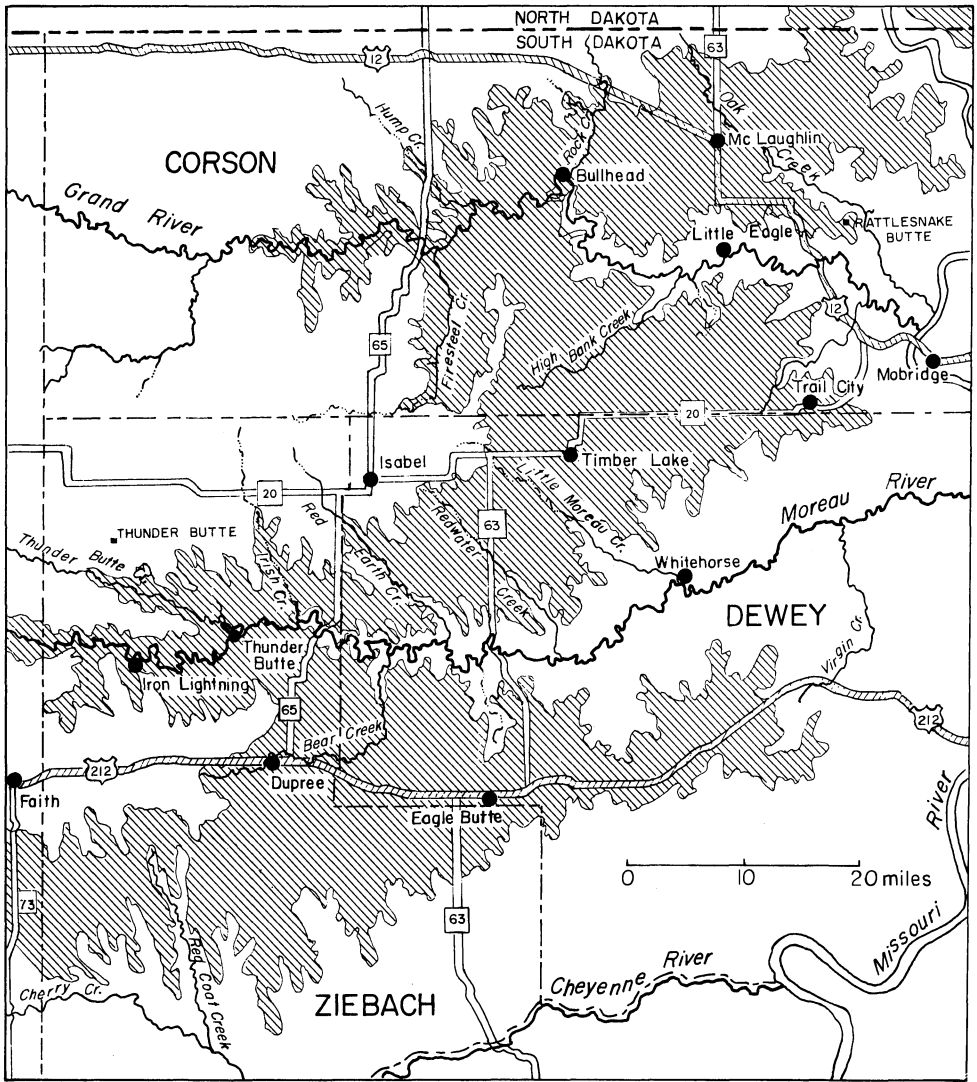 NORTH DAKOTA
SOUTH DAKOTA
12
63
Hump Cr.
Rock Cr.
Oak Creek
Mc Laughlin
CORSON
Bullhead
Grand River
RATTLESNAKE
BUTTE
Little Eagle
65
Firesteel Cr.
High Bank Creek
12
Mobridge
Trail City
20
Isabel
Timber Lake
20
Red Earth Cr.
Redwater Creek
63
Little Moreau Cr.
Moreau River
THUNDER BUTTE
Thunder Butte
Irish Cr.
Whitehorse
DEWEY
Thunder
Butte
Iron Lightning
Virgin Cr.
65
Bear Creek
212
212
Dupree
Faith
Eagle Butte
0 10 20 miles
73
63
Red Coat Creek
Missouri River
Cherry Cr.
ZIEBACH
Cheyenne River